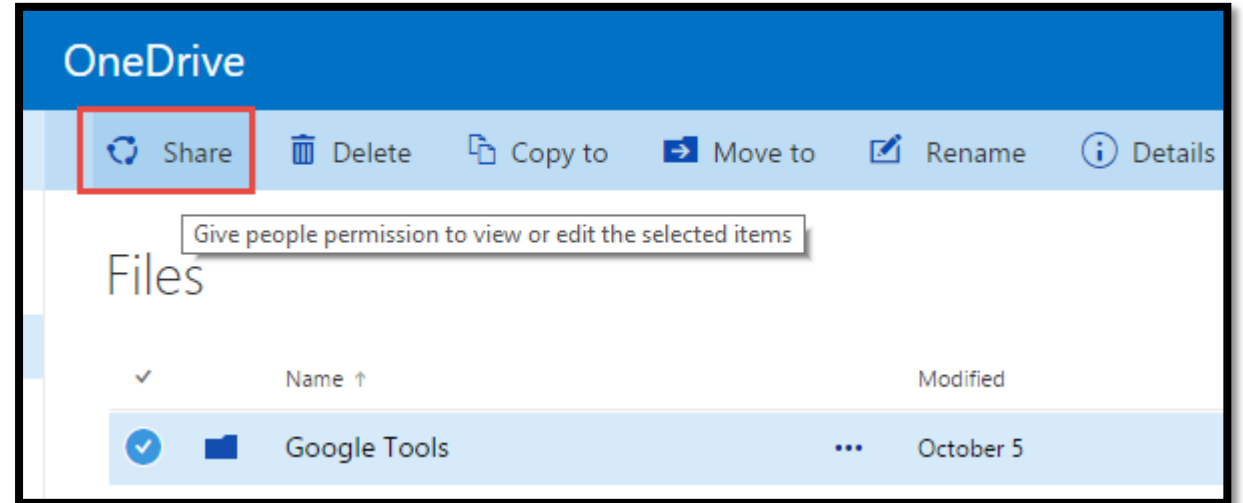 OneDrive
Share Delete Copy to Move to Rename Details
Give people permission to view or edit the selected items
Files
Name ↑ Modified
Google Tools ••• October 5